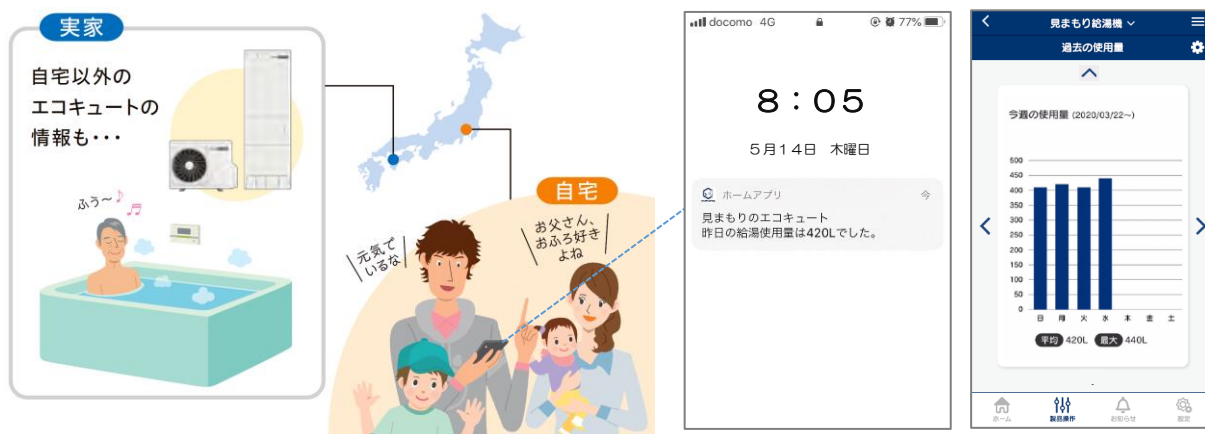 実家
自宅以外の
エコキュートの
情報も・・・
ふう～♪
自宅
元気で
いるな
お父さん、
おふろ好き
よね
docomo 4G 77%
8：05
5月14日 木曜日
ホームアプリ 今
見まもりのエコキュート
昨日の給湯使用量は420Lでした。
見まもり給湯機
過去の使用量
今週の使用量 (2020/03/22～)
500
450
400
350
300
250
200
150
100
50
0
日 月 火 水 木 金 土
平均 420L 最大 440L
ホーム 製品操作 お知らせ 設定